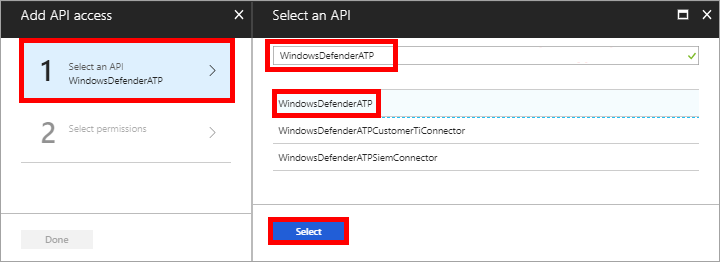 Add API access
1
Select an API
WindowsDefenderATP
2
Select permissions
Done
Select an API
WindowsDefenderATP
WindowsDefenderATP
WindowsDefenderATPCustomerTiConnector
WindowsDefenderATPSiemConnector
Select